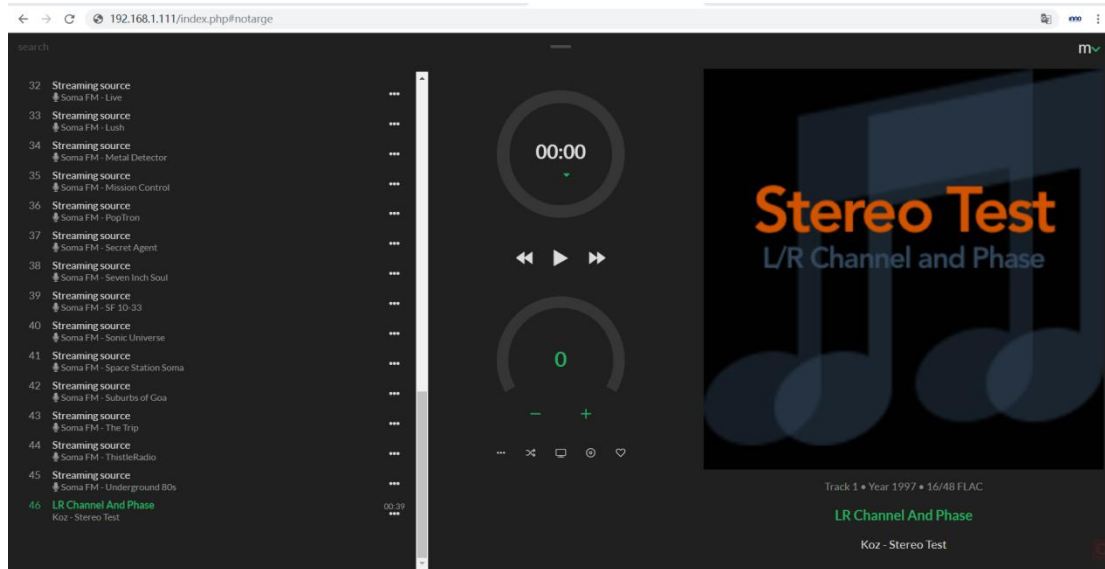 192.168.1.111/index.php#notarge
inno
search
m
32 Streaming source
Soma FM - Live
33 Streaming source
Soma FM - Lush
34 Streaming source
Soma FM - Metal Detector
35 Streaming source
Soma FM - Mission Control
36 Streaming source
Soma FM - PopTron
37 Streaming source
Soma FM - Secret Agent
38 Streaming source
Soma FM - Seven Inch Soul
39 Streaming source
Soma FM - SF 10-33
40 Streaming source
Soma FM - Sonic Universe
41 Streaming source
Soma FM - Space Station Soma
42 Streaming source
Soma FM - Suburbs of Goa
43 Streaming source
Soma FM - The Trip
44 Streaming source
Soma FM - ThistleRadio
45 Streaming source
Soma FM - Underground 80s
46 LR Channel And Phase 00:39
Koz - Stereo Test
00:00
0
Stereo Test
L/R Channel and Phase
Track 1 • Year 1997 • 16/48 FLAC
LR Channel And Phase
Koz - Stereo Test